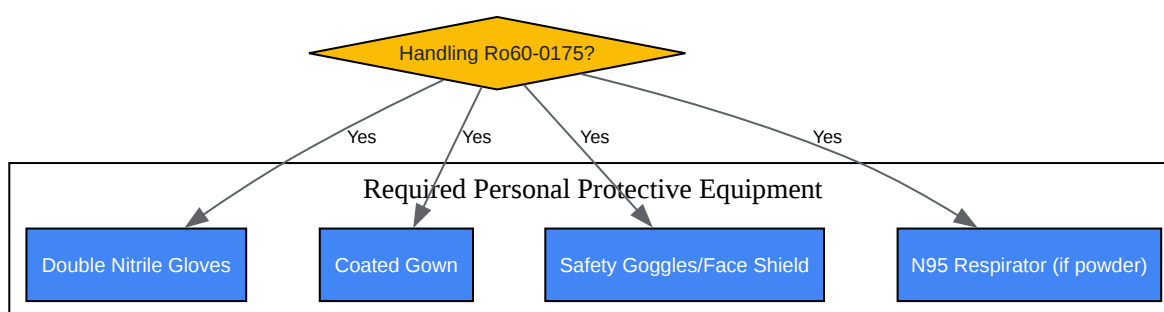 Handling Ro60-0175?
Yes
Yes
Yes
Yes
Required Personal Protective Equipment
Double Nitrile Gloves
Coated Gown
Safety Goggles/Face Shield
N95 Respirator (if powder)